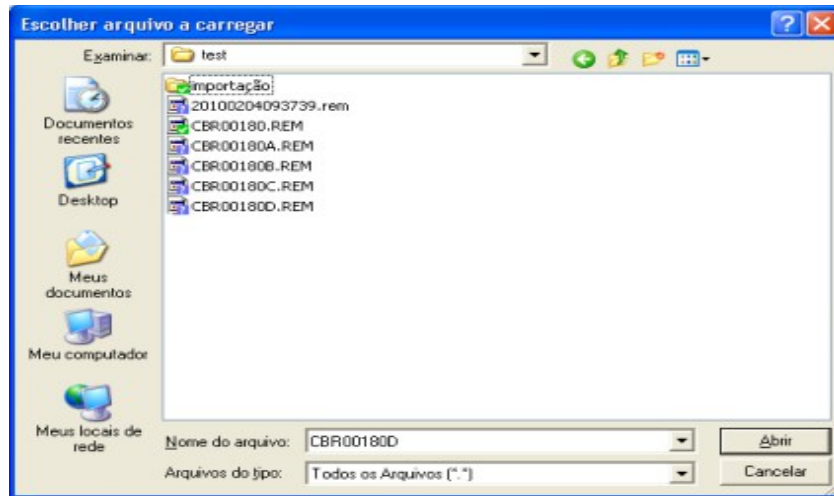 Escolher arquivo a carregar
Examinar: test
importação
20100204093739.rem
CBR00180.REM
CBR00180A.REM
CBR00180B.REM
CBR00180C.REM
CBR00180D.REM
Documentos
recentes
Desktop
Meus
documentos
Meu computador
Meus locais de
rede
Nome do arquivo: CBR00180D
Abrir
Arquivos do tipo: Todos os Arquivos (*.*)
Cancelar